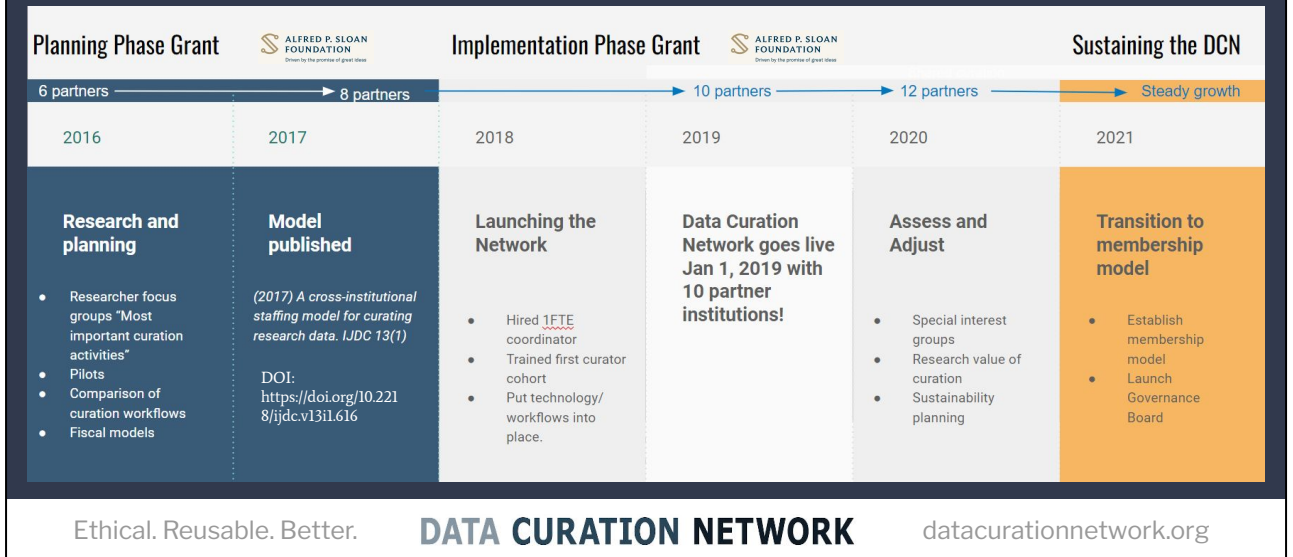 Planning Phase Grant
ALFRED P. SLOAN
FOUNDATION
Driven by the promise of great ideas
Implementation Phase Grant
ALFRED P. SLOAN
FOUNDATION
Driven by the promise of great ideas
Sustaining the DCN
6 partners
8 partners
10 partners
12 partners
Steady growth
2016
2017
2018
2019
2020
2021
Research and
planning
• Researcher focus
groups “Most
important curation
activities”
• Pilots
• Comparison of
curation workflows
• Fiscal models
Model
published
(2017) A cross-institutional
staffing model for curating
research data. IJDC 13(1)
DOI:
https://doi.org/10.221
8/ijdc.v13i1.616
Launching the
Network
• Hired 1FTE
coordinator
• Trained first curator
cohort
• Put technology/
workflows into
place.
Data Curation
Network goes live
Jan 1, 2019 with
10 partner
institutions!
Assess and
Adjust
• Special interest
groups
• Research value of
curation
• Sustainability
planning
Transition to
membership
model
• Establish
membership
model
• Launch
Governance
Board
Ethical. Reusable. Better.
DATA CURATION NETWORK
datacurationnetwork.org